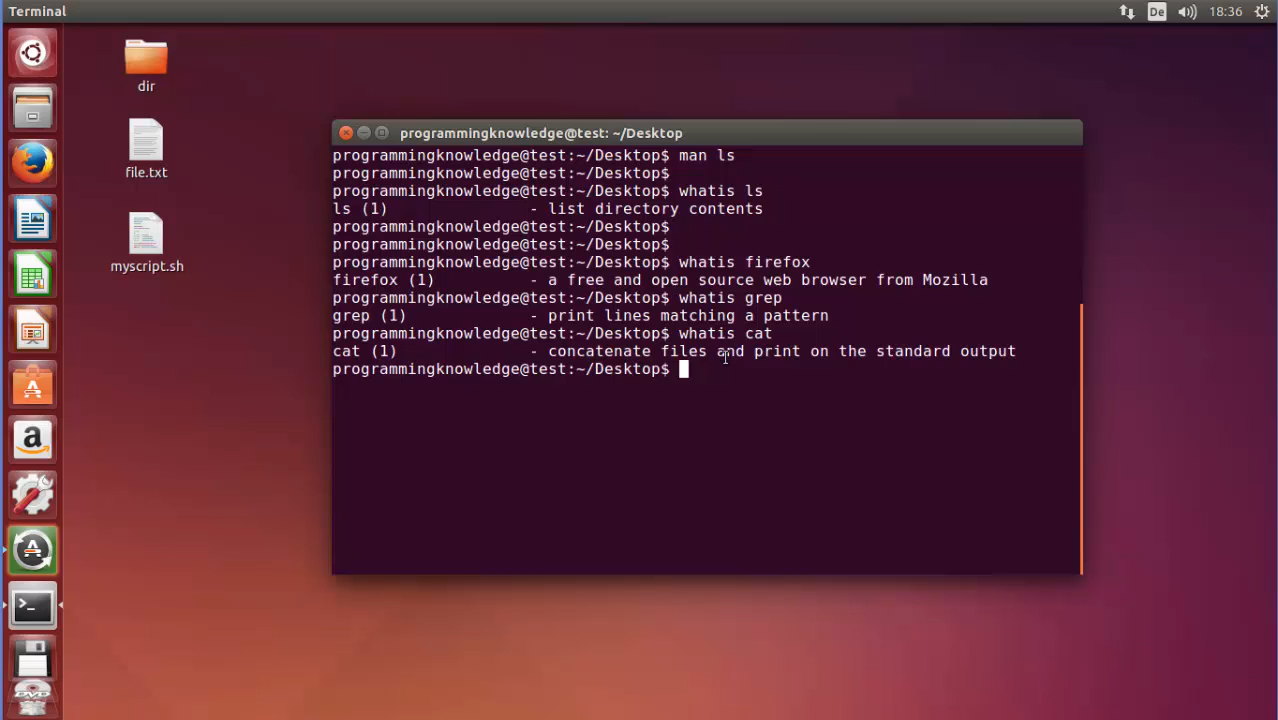 Terminal
De
18:36
dir
file.txt
myscript.sh
programmingknowledge@test: ~/Desktop
programmingknowledge@test:~/Desktop$ man ls
programmingknowledge@test:~/Desktop$
programmingknowledge@test:~/Desktop$ whatis ls
ls (1)               - list directory contents
programmingknowledge@test:~/Desktop$
programmingknowledge@test:~/Desktop$
programmingknowledge@test:~/Desktop$ whatis firefox
firefox (1)          - a free and open source web browser from Mozilla
programmingknowledge@test:~/Desktop$ whatis grep
grep (1)             - print lines matching a pattern
programmingknowledge@test:~/Desktop$ whatis cat
cat (1)              - concatenate files and print on the standard output
programmingknowledge@test:~/Desktop$